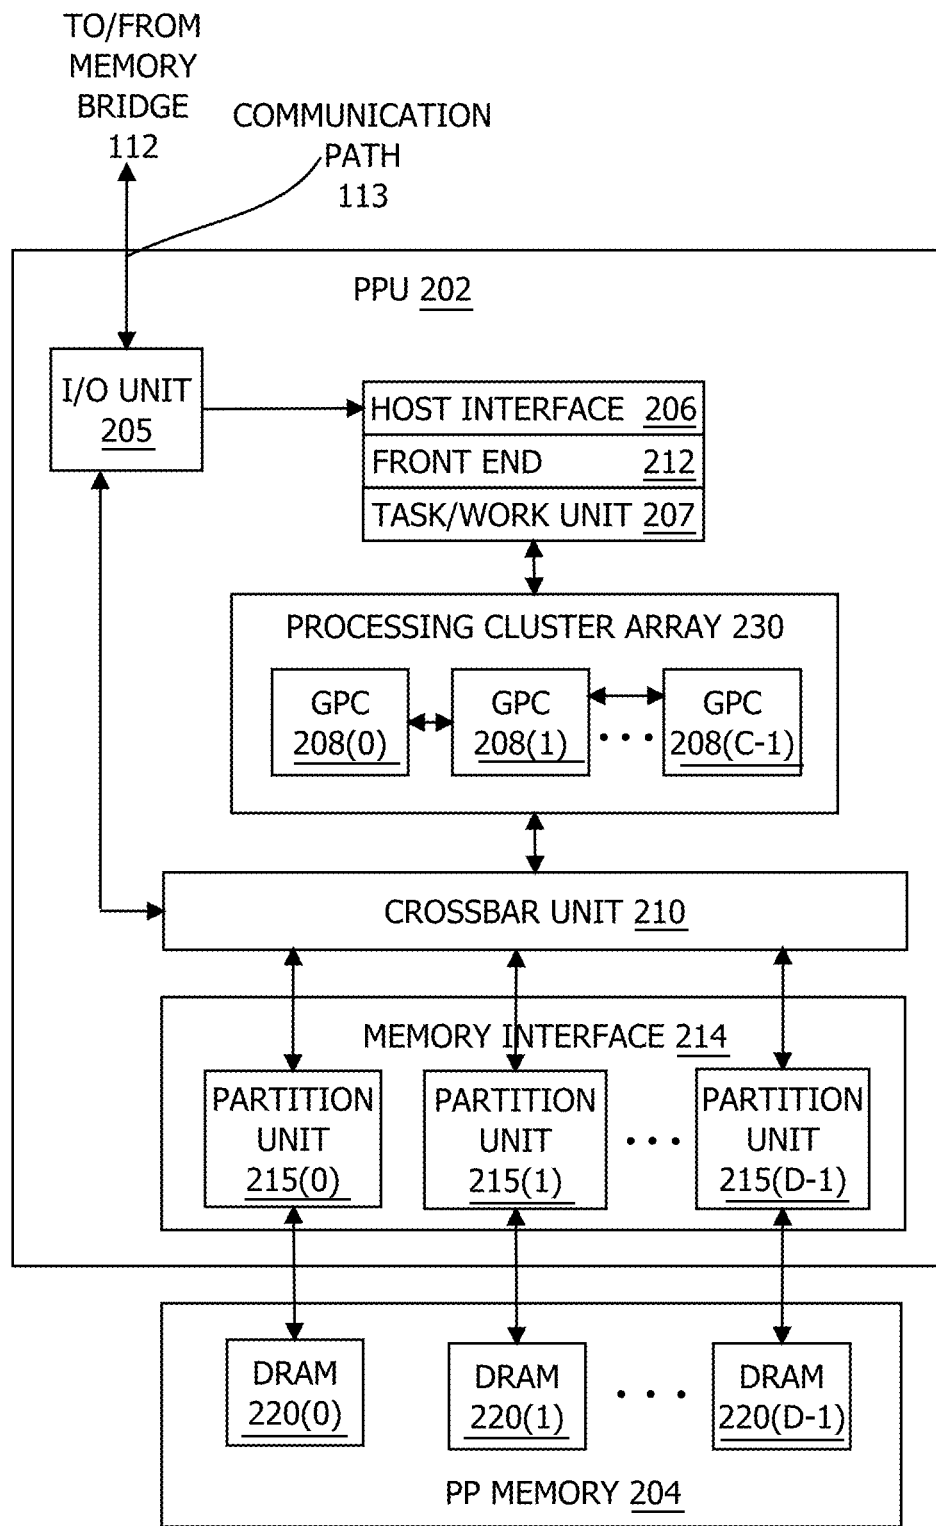 TO/FROM
MEMORY
BRIDGE
112
COMMUNICATION
PATH
113
PPU 202
I/O UNIT
205
HOST INTERFACE 206
FRONT END 212
TASK/WORK UNIT 207
PROCESSING CLUSTER ARRAY 230
GPC
208(0)
GPC
208(1)
• • •
GPC
208(C-1)
CROSSBAR UNIT 210
MEMORY INTERFACE 214
PARTITION
UNIT
215(0)
PARTITION
UNIT
215(1)
• • •
PARTITION
UNIT
215(D-1)
DRAM
220(0)
DRAM
220(1)
• • •
DRAM
220(D-1)
PP MEMORY 204